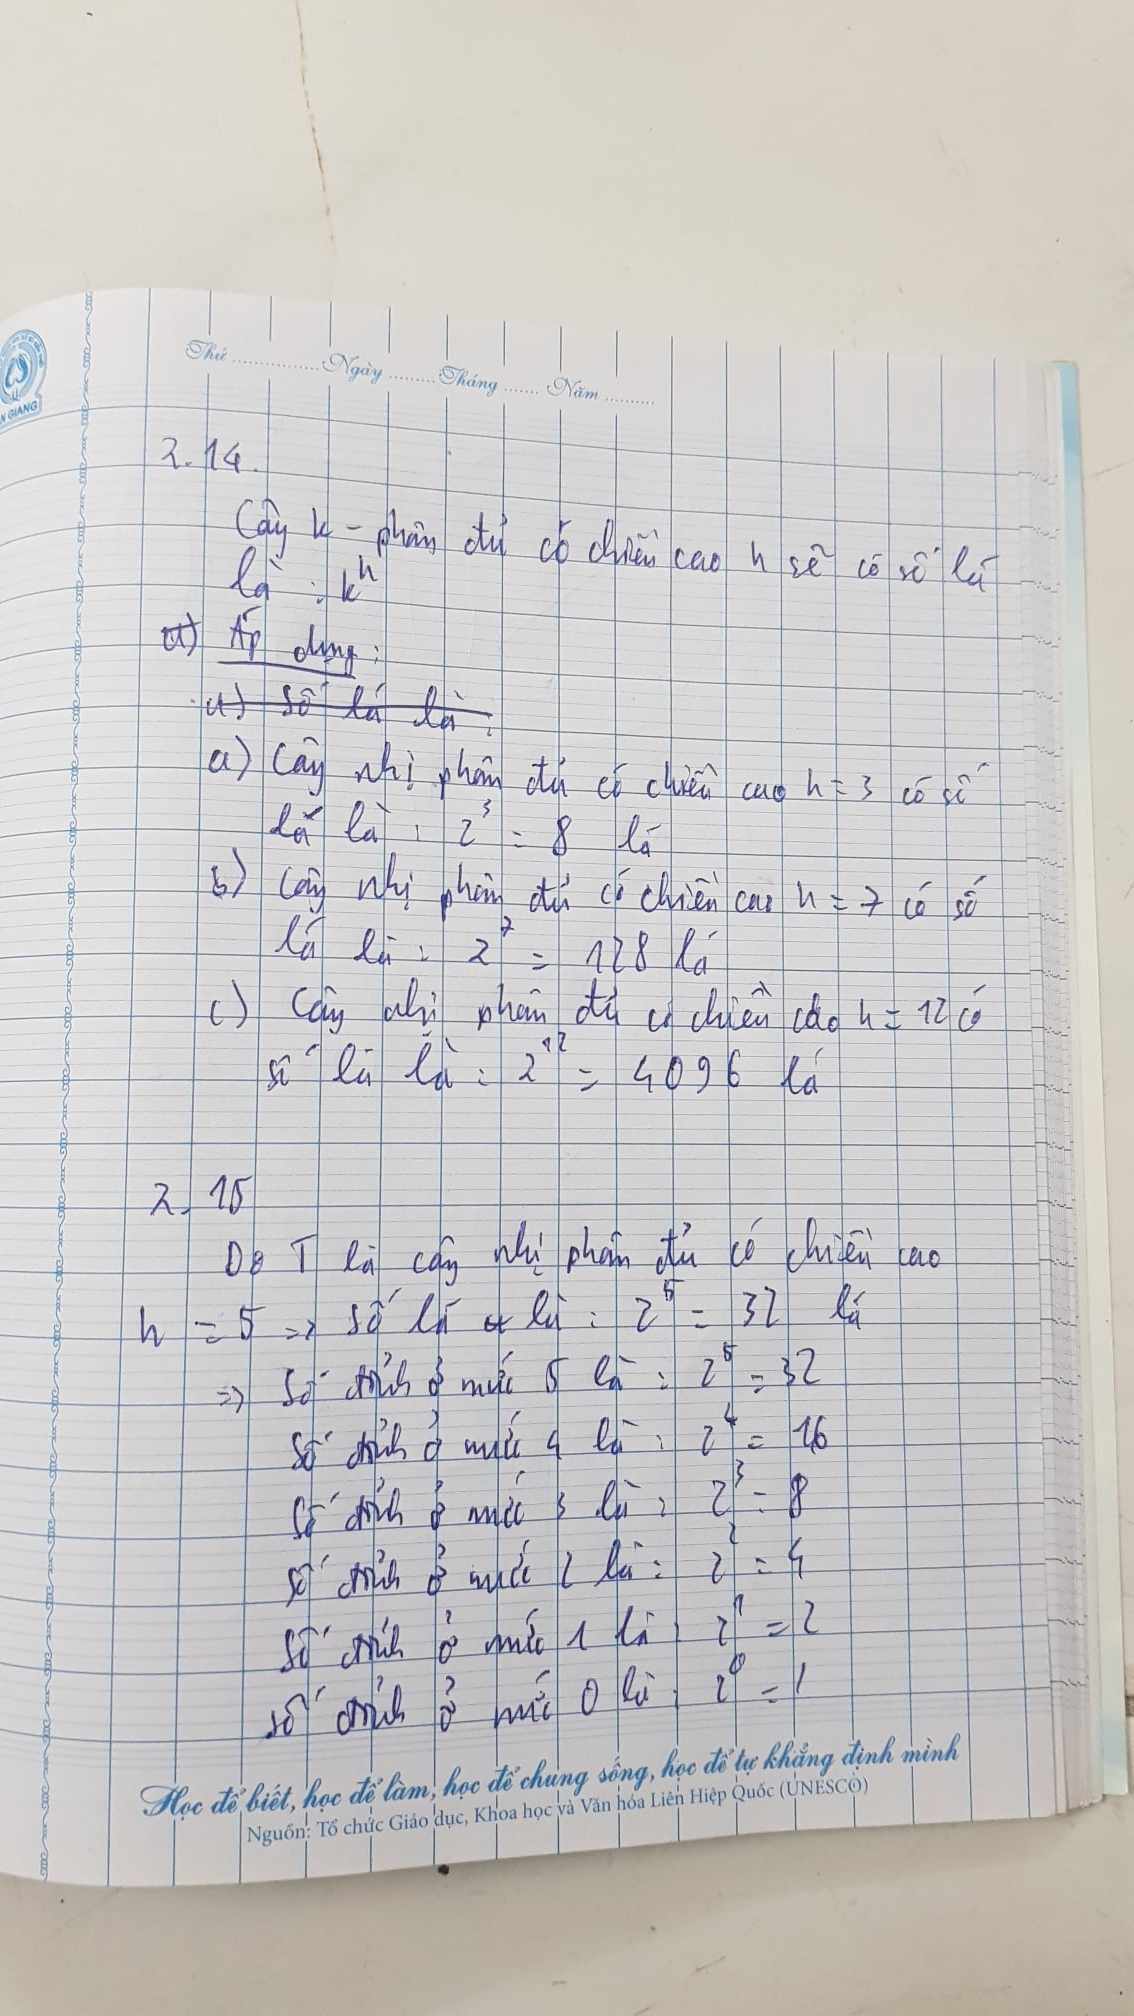 N GIANG
Thứ ................ Ngày ......... Tháng ....... Năm ..........
2.14.
Cây k - phân đủ có chiều cao h sẽ có số lá
là : k^h
a) Áp dụng:
a) Số lá là :
a) Cây nhị phân đủ có chiều cao h = 3 có số
lá là : 2^3 = 8 lá
b) Cây nhị phân đủ có chiều cao h = 7 có số
lá là : 2^7 = 128 lá
c) Cây nhị phân đủ có chiều cao h = 12 có
số lá là : 2^12 = 4096 lá
2.15
Do T là cây nhị phân đủ có chiều cao
h = 5 => số lá là : 2^5 = 32 lá
=> Số đỉnh ở mức 5 là : 2^5 = 32
Số đỉnh ở mức 4 là : 2^4 = 16
Số đỉnh ở mức 3 là : 2^3 = 8
Số đỉnh ở mức 2 là : 2^2 = 4
Số đỉnh ở mức 1 là : 2^1 = 2
Số đỉnh ở mức 0 là : 2^0 = 1
Học để biết, học để làm, học để chung sống, học để tự khẳng định mình
Nguồn: Tổ chức Giáo dục, Khoa học và Văn hóa Liên Hiệp Quốc (UNESCO)